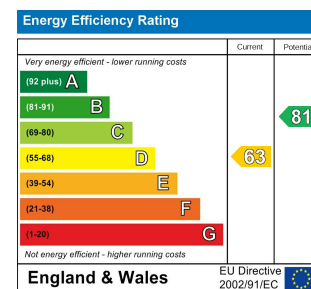 Energy Efficiency Rating
Current Potentia
Very energy efficient - lower running costs
(92 plus) A
(81-91) B
81
(69-80) C
(55-68) D
63
(39-54) E
(21-38) F
(1-20) G
Not energy efficient - higher running costs
England & Wales
EU Directive
2002/91/EC